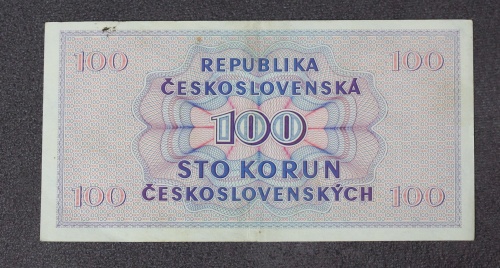 100 REPUBLIKA 100
ČESKOSLOVENSKÁ
100
STO KORUN
100 ČESKOSLOVENSKÝCH 100